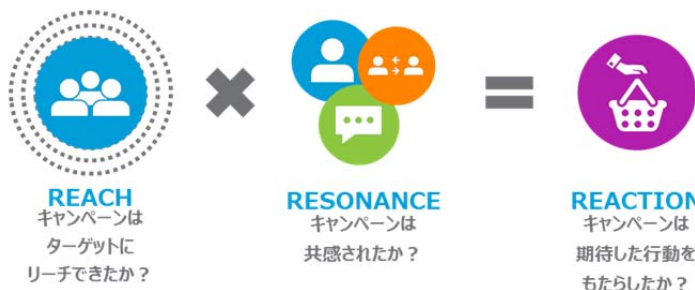 REACH
キャンペーンは
ターゲットに
リーチできたか?
RESONANCE
キャンペーンは
共感されたか?
REACTION
キャンペーンは
期待した行動を
もたらしたか?